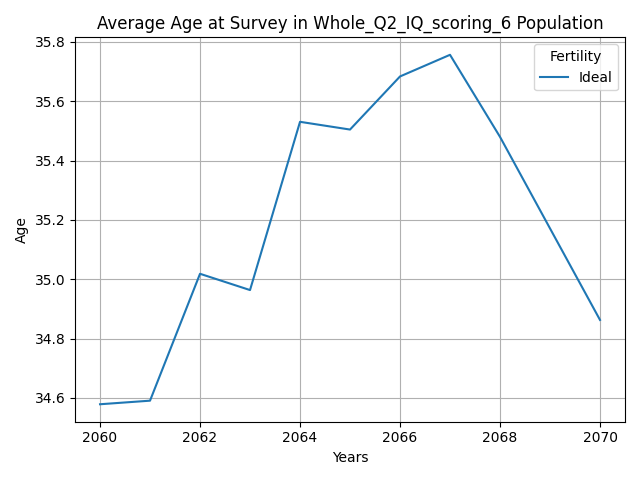 Average Age at Survey in Whole_Q2_IQ_scoring_6 Population
35.8
35.6
35.4
35.2
35.0
34.8
34.6
Age
Fertility
Ideal
2060 2062 2064 2066 2068 2070
Years